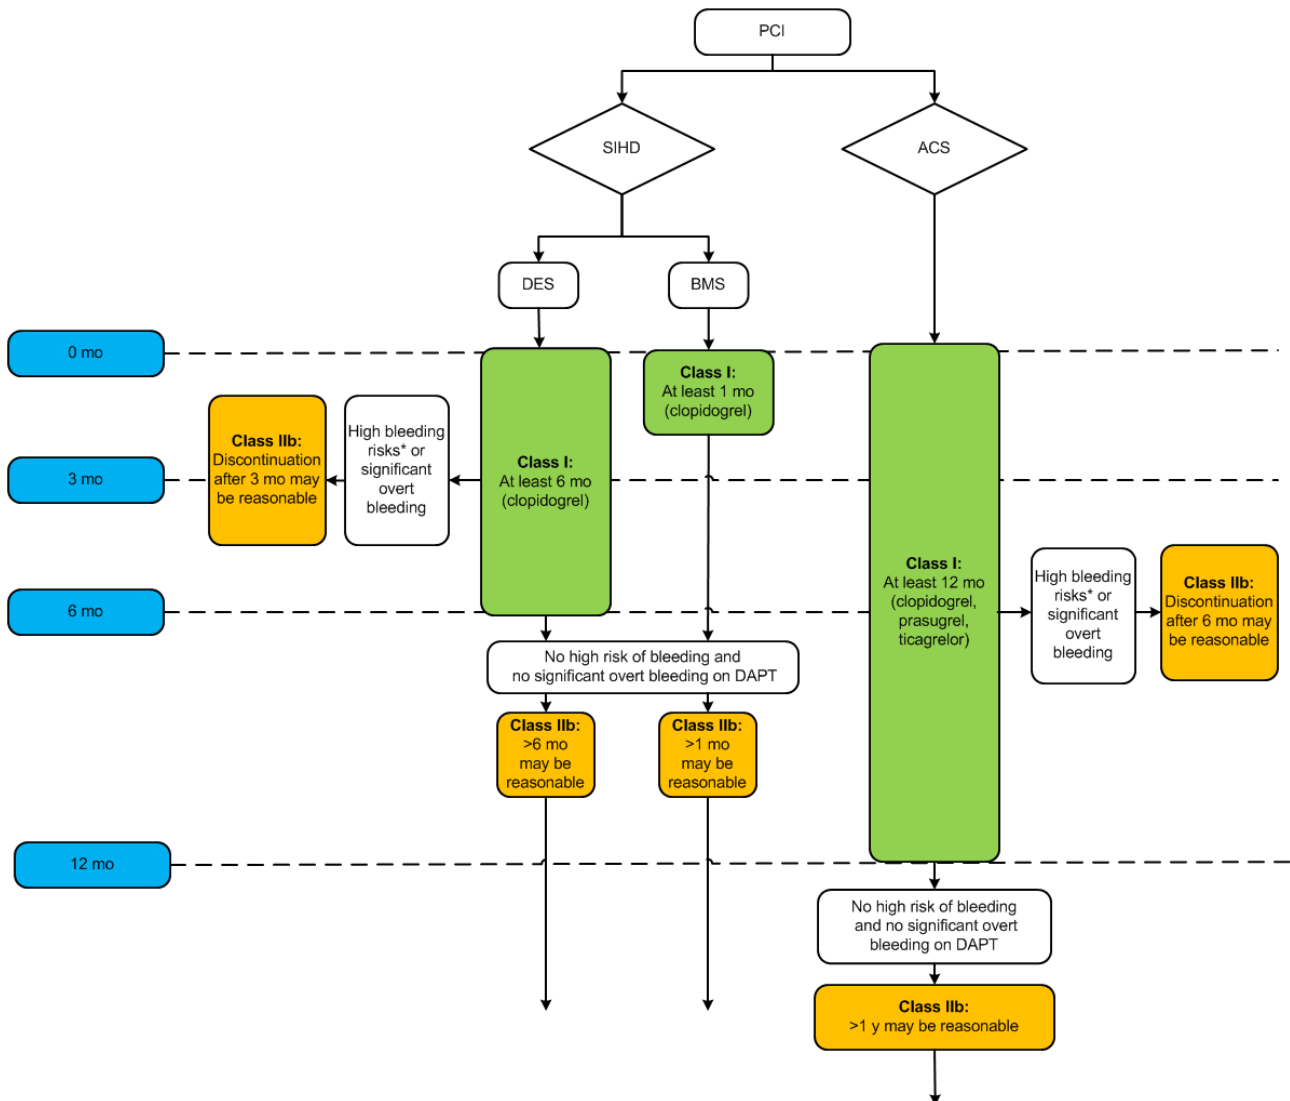 PCI
SIHD
ACS
DES
BMS
0 mo
Class I:
At least 1 mo
(clopidogrel)
Class IIb:
Discontinuation
after 3 mo may
be reasonable
High bleeding
risks* or
significant
overt
bleeding
Class I:
At least 6 mo
(clopidogrel)
3 mo
Class I:
At least 12 mo
(clopidogrel,
prasugrel,
ticagrelor)
High bleeding
risks* or
significant
overt
bleeding
Class IIb:
Discontinuation
after 6 mo may
be reasonable
6 mo
No high risk of bleeding and
no significant overt bleeding on DAPT
Class IIb:
>6 mo
may be
reasonable
Class IIb:
>1 mo
may be
reasonable
12 mo
No high risk of bleeding
and no significant overt
bleeding on DAPT
Class IIb:
>1 y may be reasonable